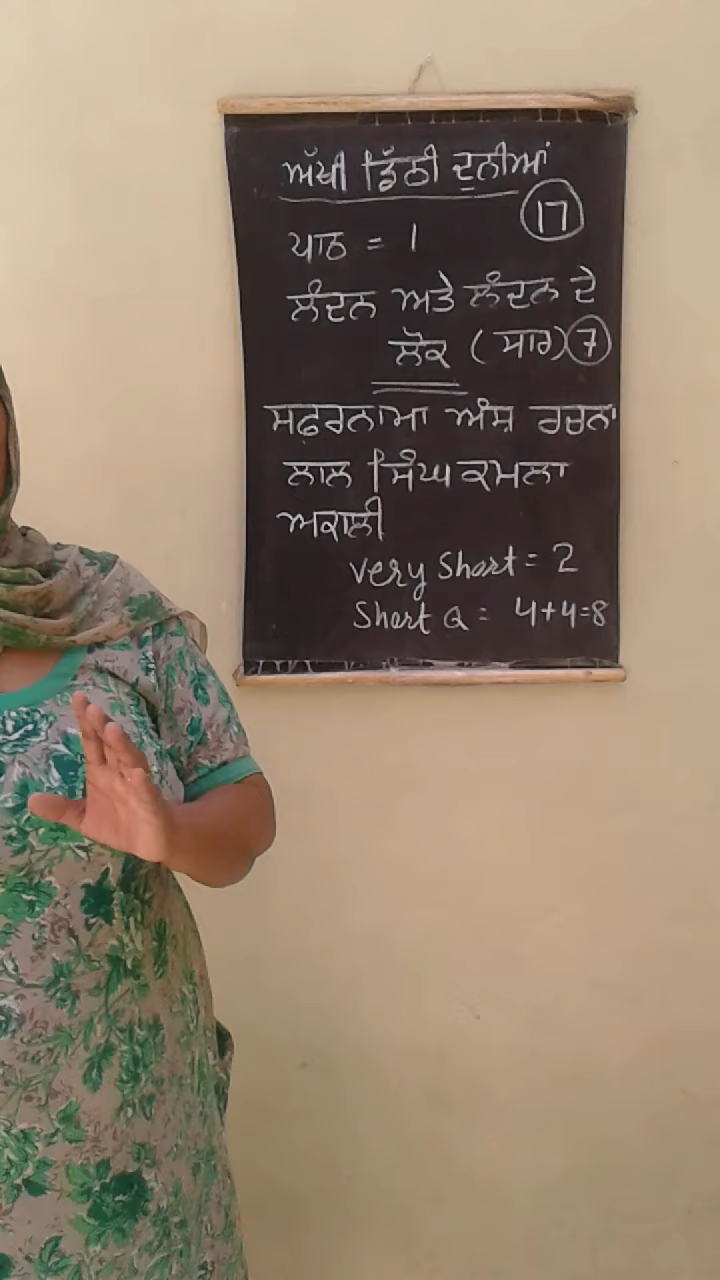 ਅੱਖੀਂ ਡਿੱਠੀ ਦੁਨੀਆਂ
17
ਪਾਠ = 1
ਲੰਦਨ ਅਤੇ ਲੰਦਨ ਦੇ
ਲੋਕ (ਸਾਰ) 7
ਸਫ਼ਰਨਾਮਾ ਅੰਸ਼ ਰਚਨਾ
ਲਾਲ ਸਿੰਘ ਕਮਲਾ
ਅਕਾਲੀ
Very Short = 2
Short Q = 4+4=8